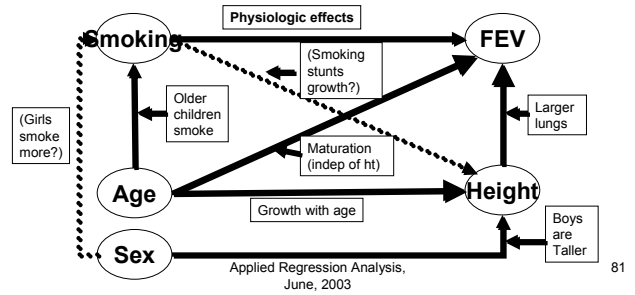 Physiologic effects
Smoking
FEV
(Smoking
stunts
growth?)
Older
children
smoke
Larger
lungs
(Girls
smoke
more?)
Maturation
(indep of ht)
Age
Height
Growth with age
Boys
are
Taller
Sex
Applied Regression Analysis,
June, 2003
81